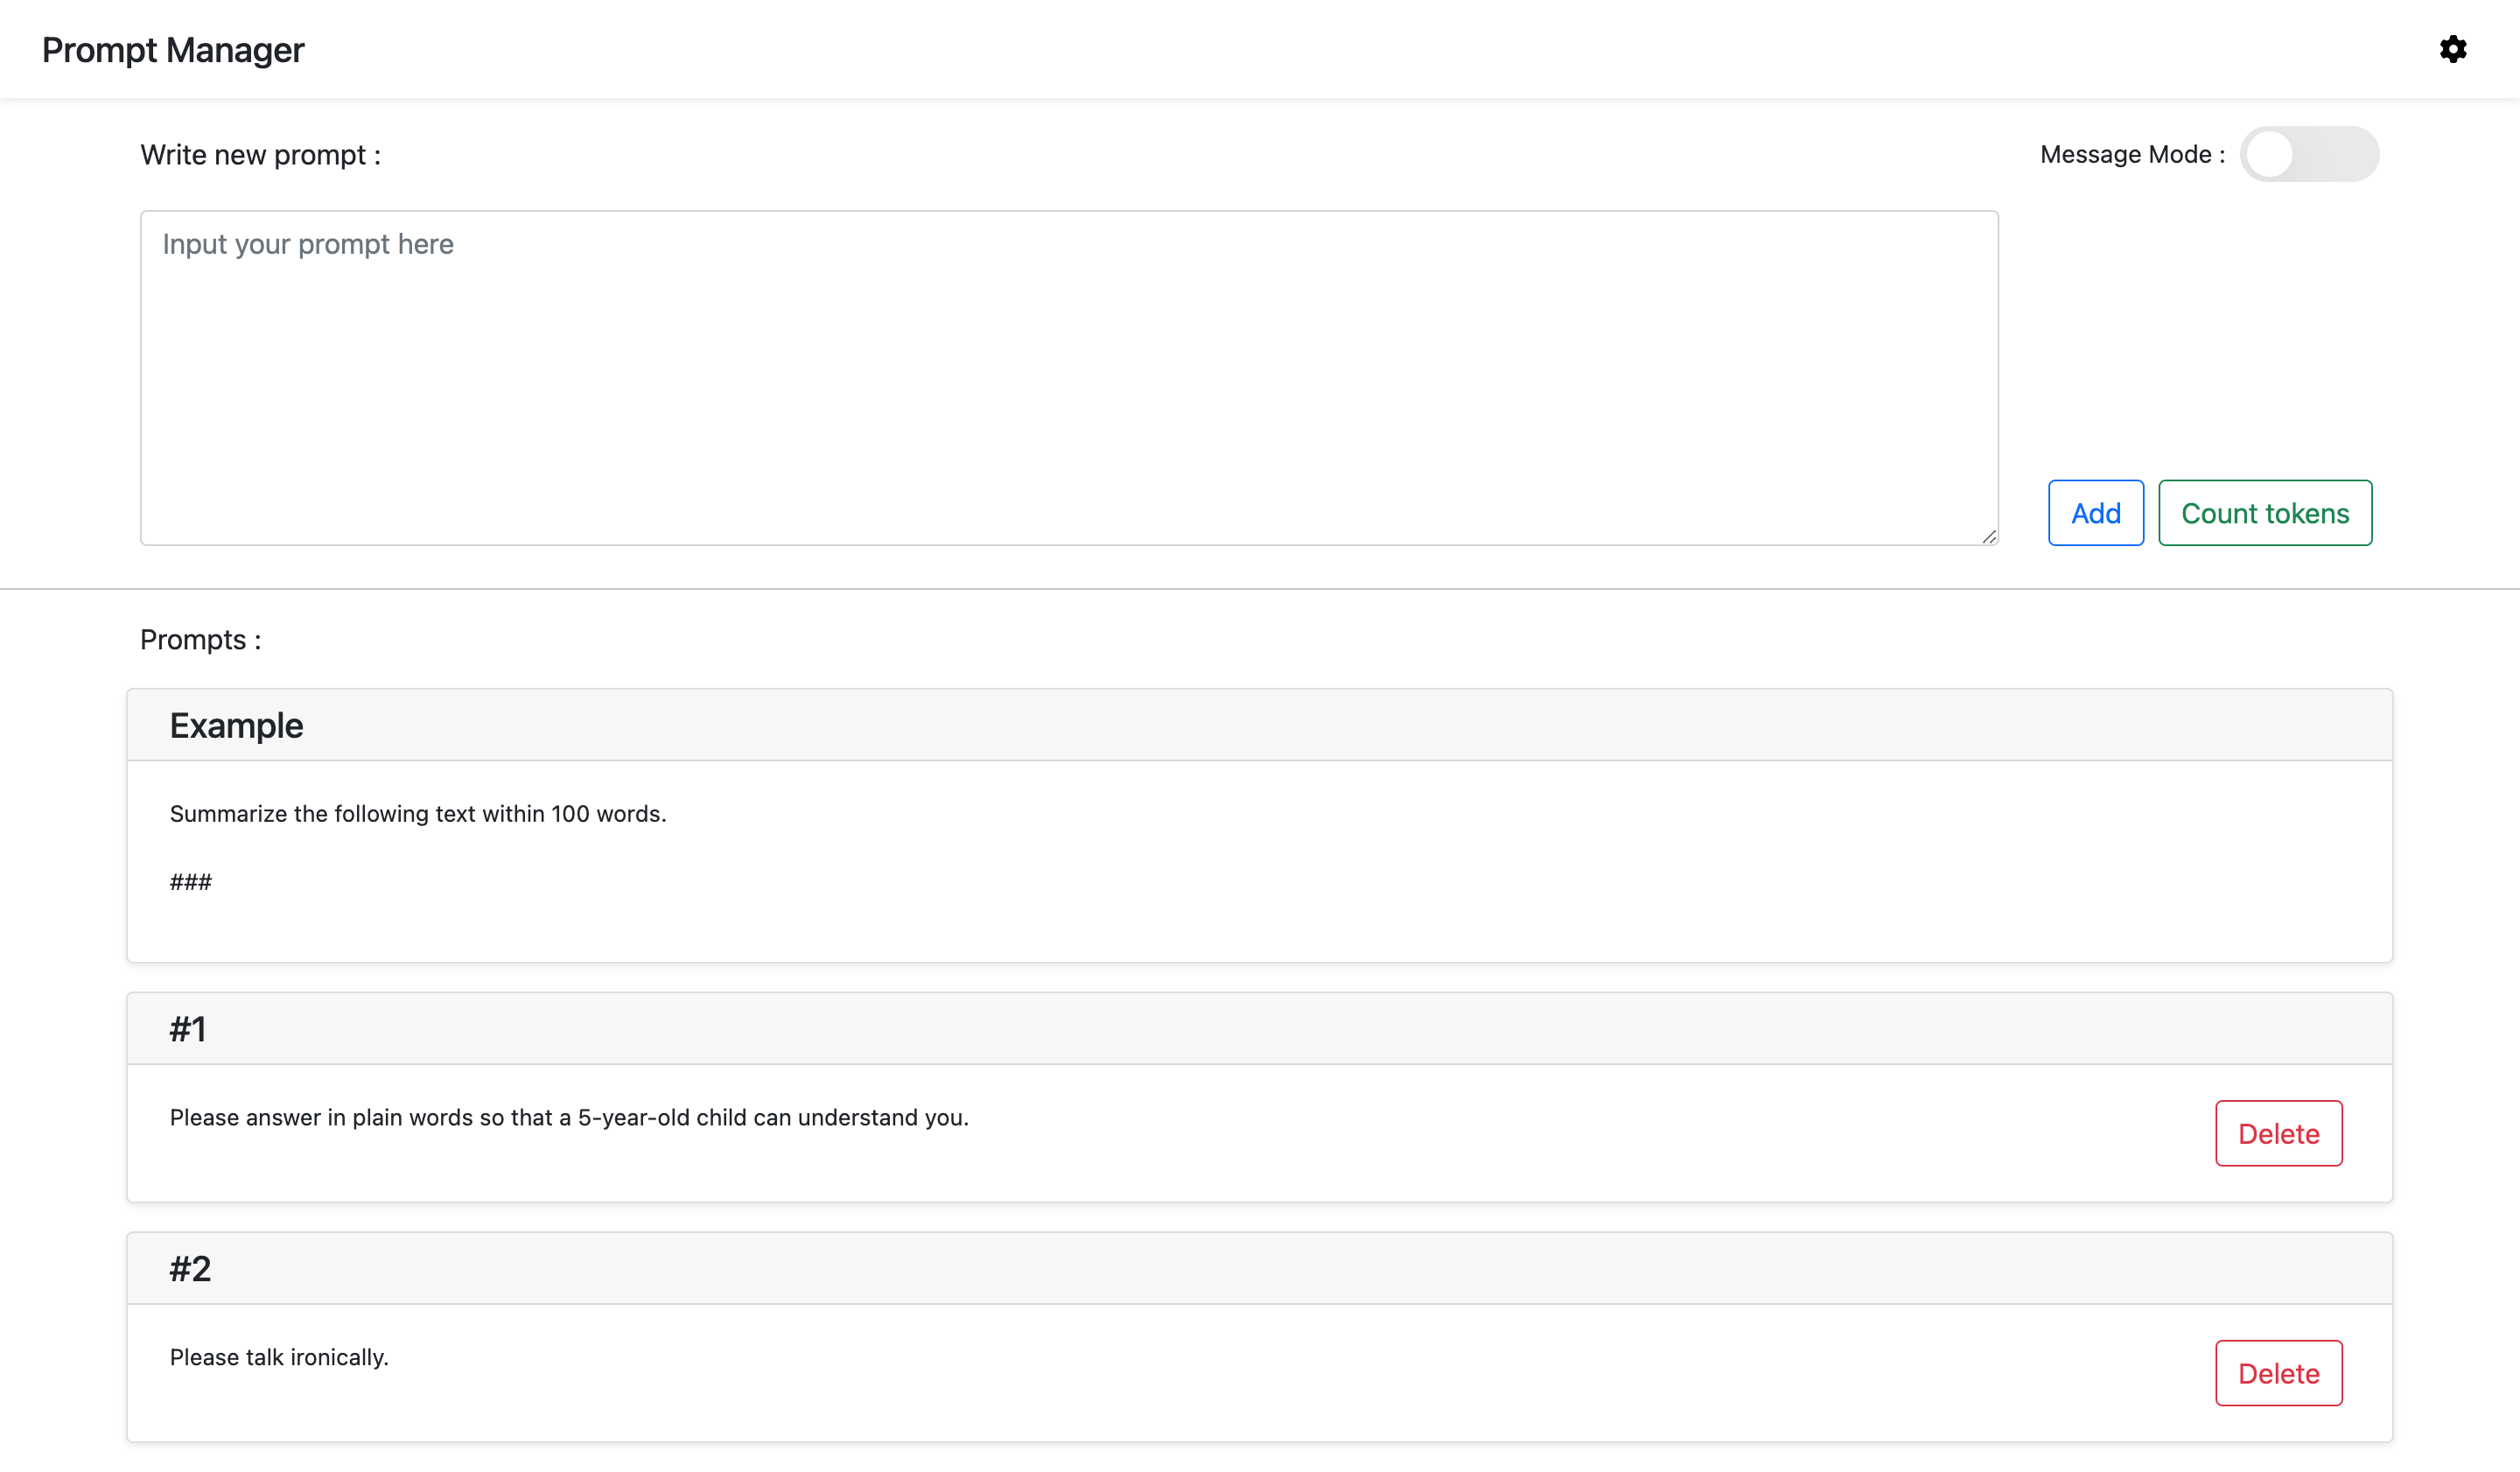 Prompt Manager
Write new prompt :
Message Mode :
Input your prompt here
Add
Count tokens
Prompts :
Example
Summarize the following text within 100 words.
###
#1
Please answer in plain words so that a 5-year-old child can understand you.
Delete
#2
Please talk ironically.
Delete